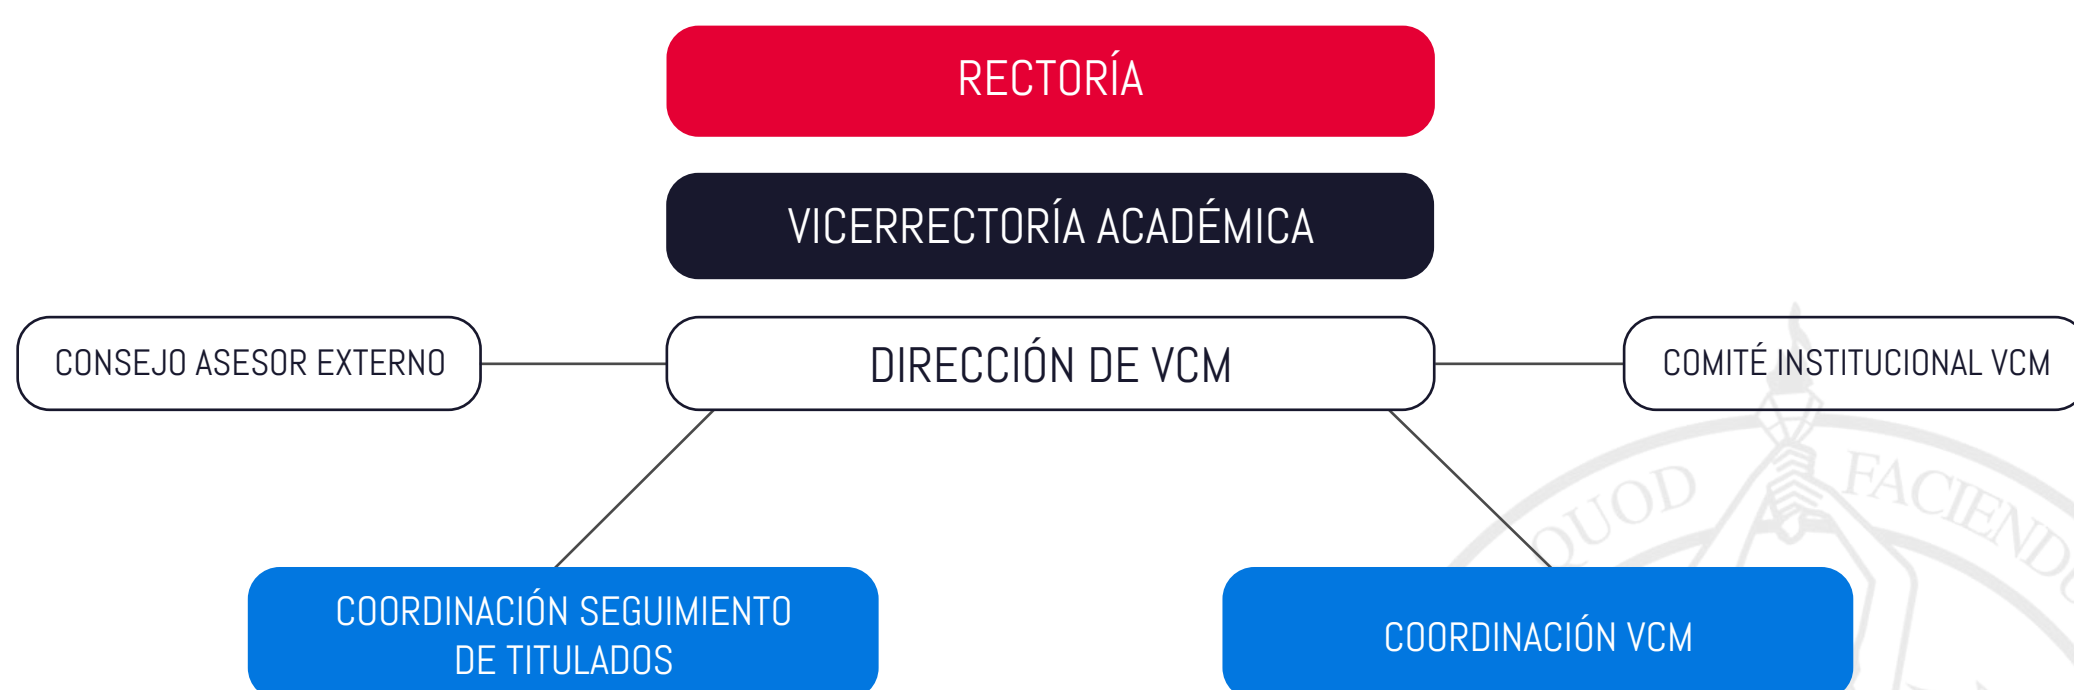 RECTORÍA
VICERRECTORÍA ACADÉMICA
CONSEJO ASESOR EXTERNO
DIRECCIÓN DE VCM
COMITÉ INSTITUCIONAL VCM
QUOD
COORDINACIÓN SEGUIMIENTO
DE TITULADOS
COORDINACIÓN VCM